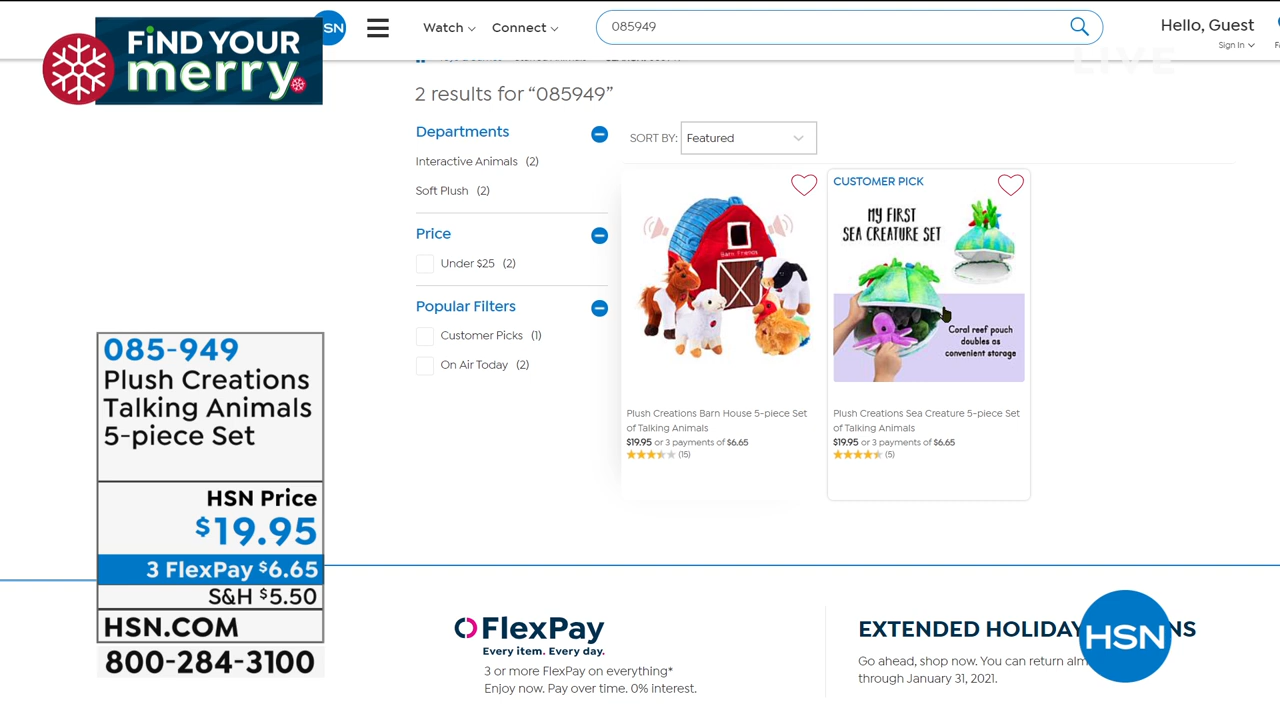 FiND YOUR
merry
SN
Watch
Connect
085949
Hello, Guest
Sign In
LIVE
2 results for “085949”
Departments
Interactive Animals (2)
Soft Plush (2)
Price
Under $25 (2)
Popular Filters
Customer Picks (1)
On Air Today (2)
SORT BY: Featured
Barn Friends
Plush Creations Barn House 5-piece Set
of Talking Animals
$19.95 or 3 payments of $6.65
(15)
CUSTOMER PICK
MY FIRST
SEA CREATURE SET
Coral reef pouch
doubles as
convenient storage
Plush Creations Sea Creature 5-piece Set
of Talking Animals
$19.95 or 3 payments of $6.65
(5)
085-949
Plush Creations
Talking Animals
5-piece Set
HSN Price
$19.95
3 FlexPay $6.65
S&H $5.50
HSN.COM
800-284-3100
FlexPay
Every item. Every day.
3 or more FlexPay on everything*
Enjoy now. Pay over time. 0% interest.
EXTENDED HOLIDAY NS
Go ahead, shop now. You can return alm
through January 31, 2021.
HSN